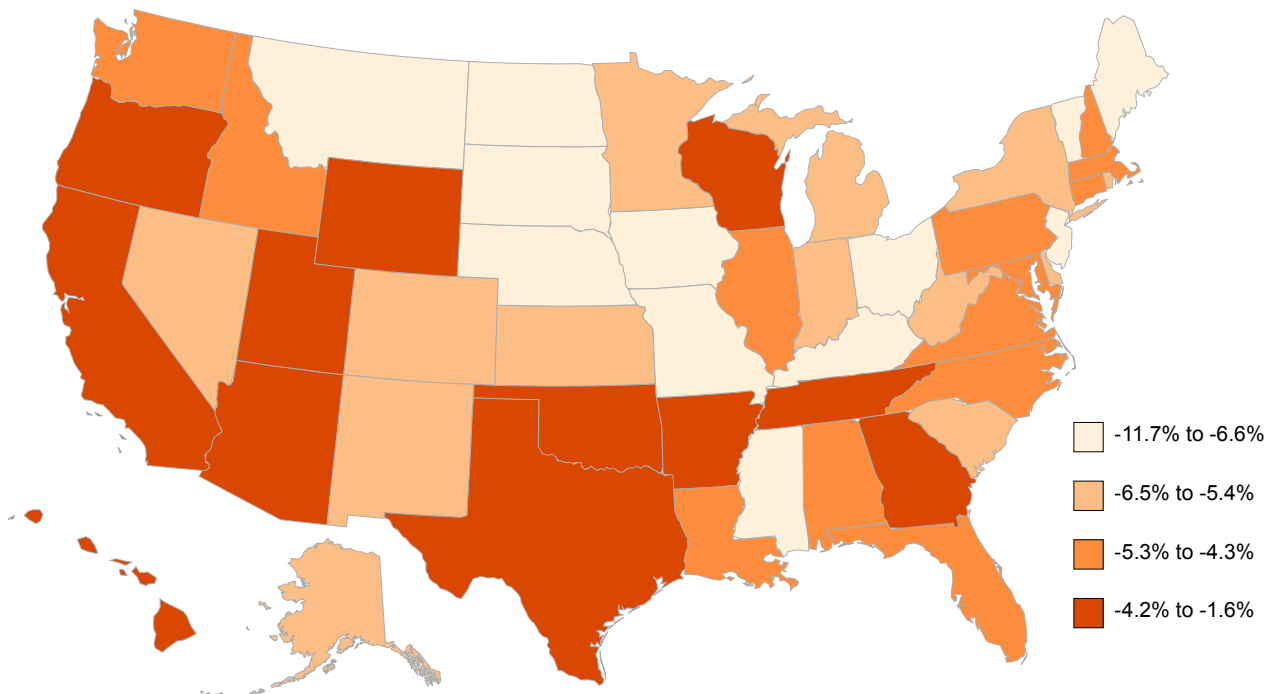 -11.7% to -6.6%
-6.5% to -5.4%
-5.3% to -4.3%
-4.2% to -1.6%